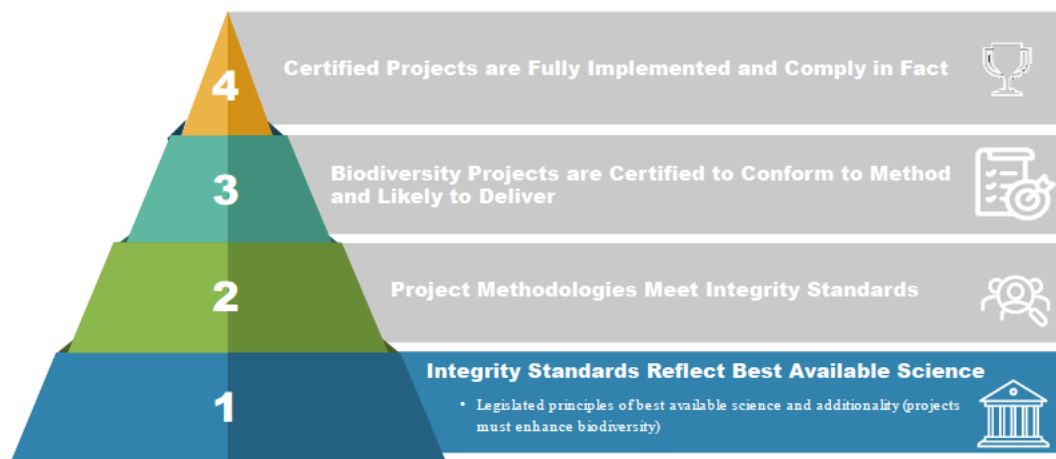 4
Certified Projects are Fully Implemented and Comply in Fact
3
Biodiversity Projects are Certified to Conform to Method
and Likely to Deliver
2
Project Methodologies Meet Integrity Standards
1
Integrity Standards Reflect Best Available Science
• Legislated principles of best available science and additionality (projects
must enhance biodiversity)